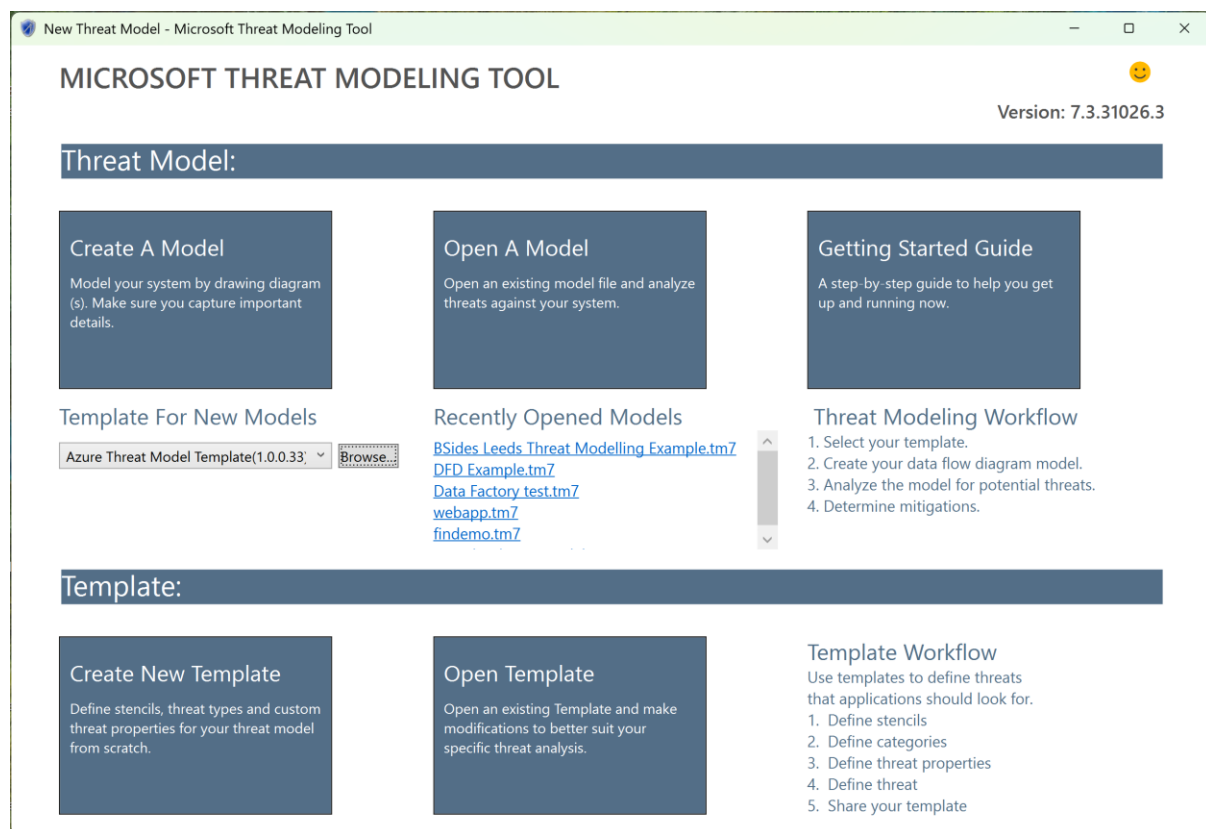 New Threat Model - Microsoft Threat Modeling Tool
MICROSOFT THREAT MODELING TOOL
Version: 7.3.31026.3
Threat Model:
Create A Model
Model your system by drawing diagram
(s). Make sure you capture important
details.
Open A Model
Open an existing model file and analyze
threats against your system.
Getting Started Guide
A step-by-step guide to help you get
up and running now.
Template For New Models
Azure Threat Model Template(1.0.0.33)
Browse...
Recently Opened Models
BSides Leeds Threat Modelling Example.tm7
DFD Example.tm7
Data Factory test.tm7
webapp.tm7
findemo.tm7
Threat Modeling Workflow
1. Select your template.
2. Create your data flow diagram model.
3. Analyze the model for potential threats.
4. Determine mitigations.
Template:
Create New Template
Define stencils, threat types and custom
threat properties for your threat model
from scratch.
Open Template
Open an existing Template and make
modifications to better suit your
specific threat analysis.
Template Workflow
Use templates to define threats
that applications should look for.
1. Define stencils
2. Define categories
3. Define threat properties
4. Define threat
5. Share your template